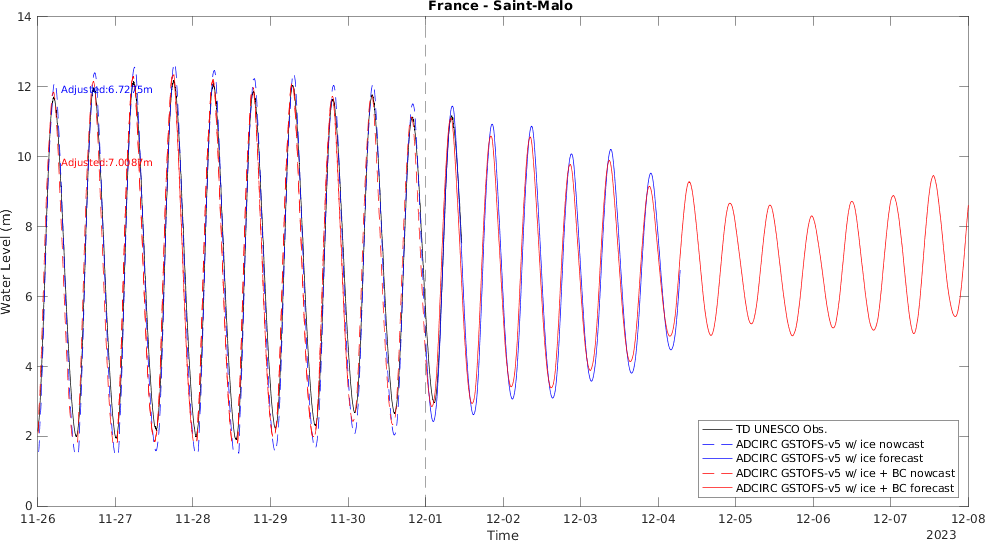 France - Saint-Malo
14
12
10
8
6
4
2
0
Water Level (m)
Adjusted:6.7275m
Adjusted:7.0087m
TD UNESCO Obs.
ADCIRC GSTOFS-v5 w/ ice nowcast
ADCIRC GSTOFS-v5 w/ ice forecast
ADCIRC GSTOFS-v5 w/ ice + BC nowcast
ADCIRC GSTOFS-v5 w/ ice + BC forecast
11-26 11-27 11-28 11-29 11-30 12-01 12-02 12-03 12-04 12-05 12-06 12-07 12-08
Time
2023